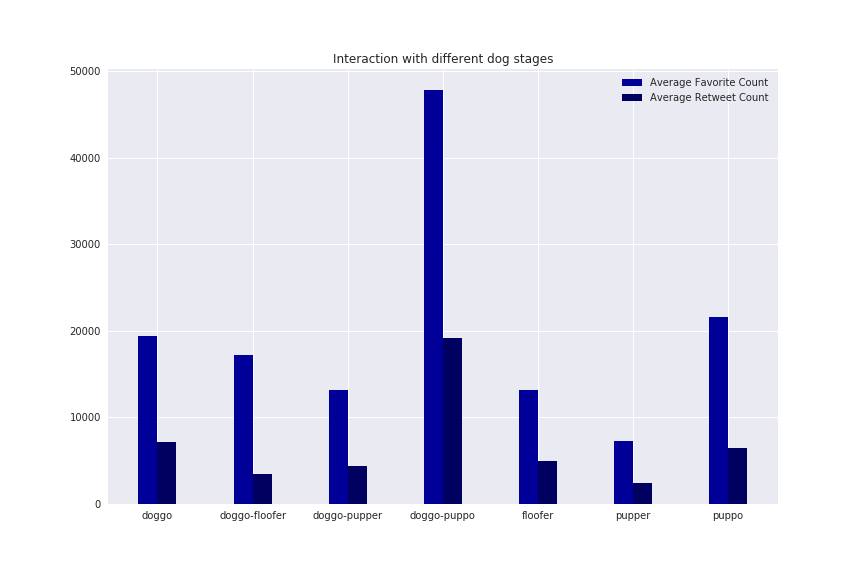 Interaction with different dog stages
Average Favorite Count
Average Retweet Count
50000
40000
30000
20000
10000
0
doggo doggo-floofer doggo-pupper doggo-puppo floofer pupper puppo